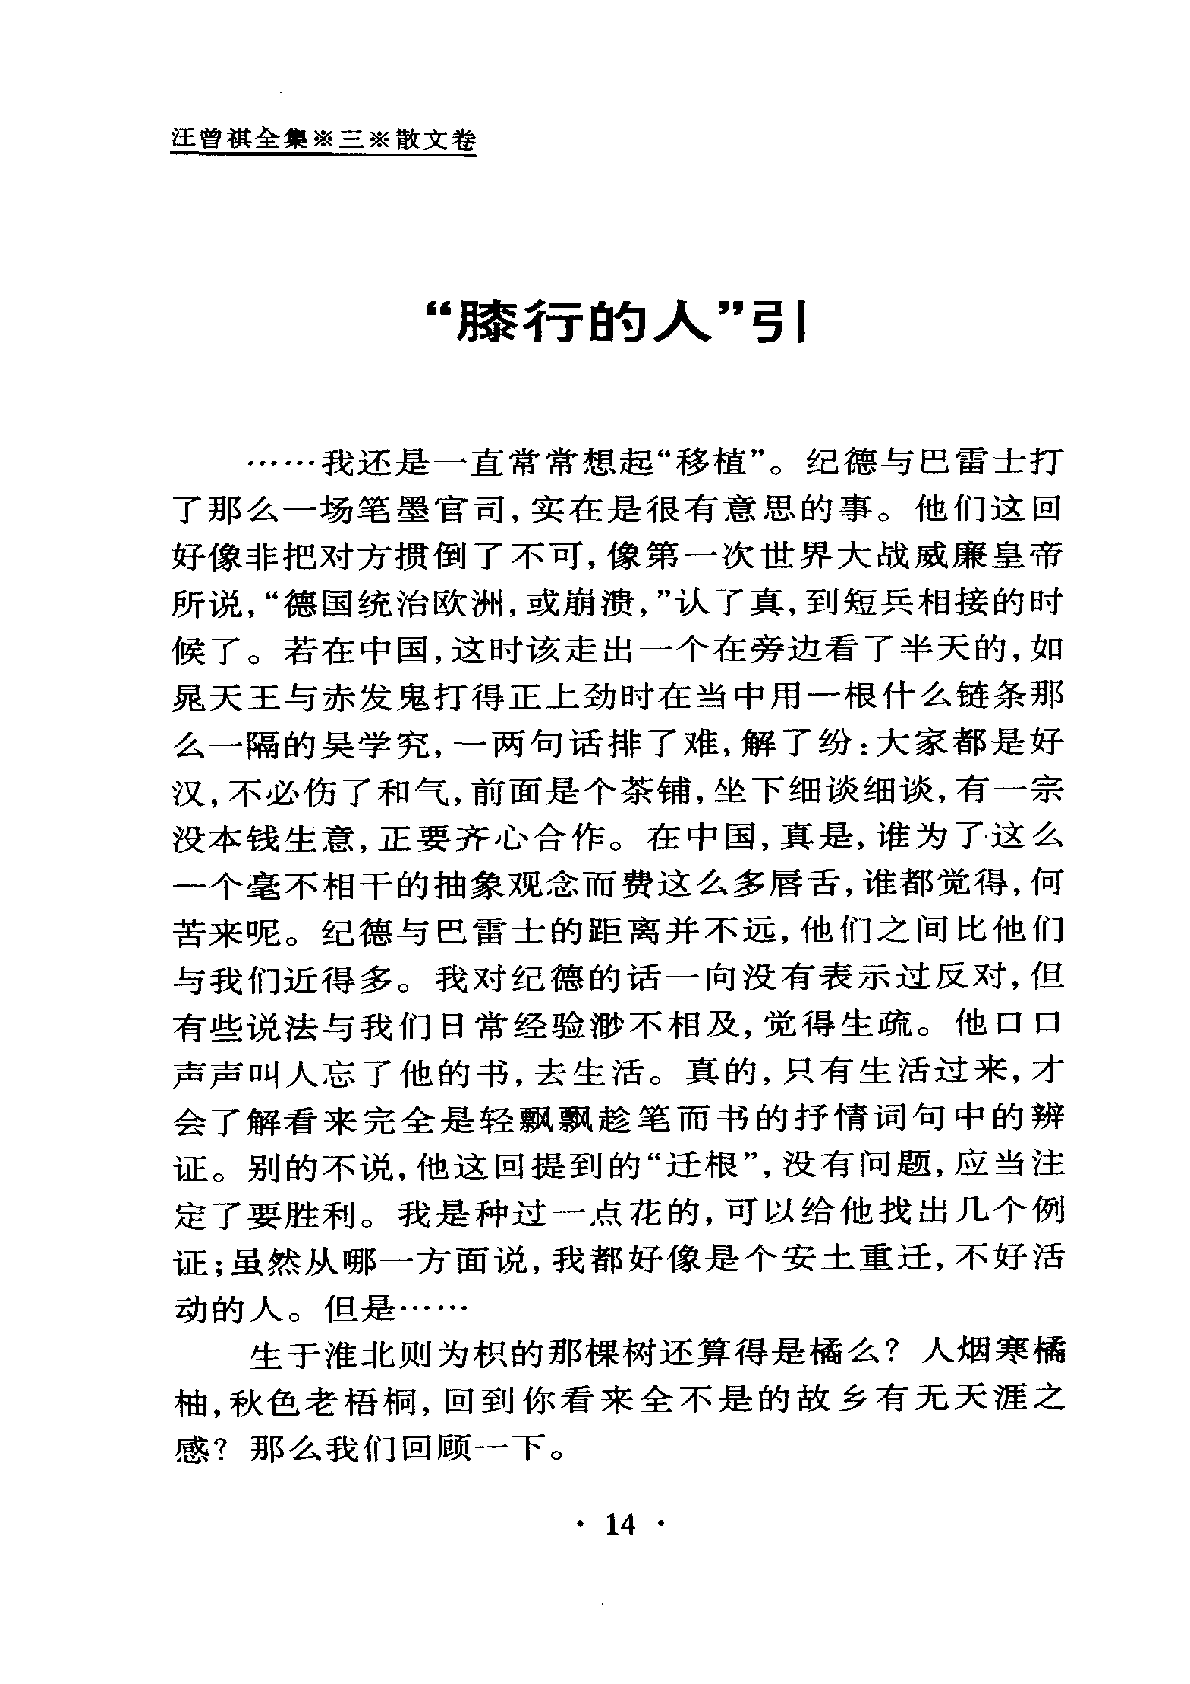 汪曾祺全集※三※散文卷
“膝行的人”引
……我还是一直常常想起“移植”。纪德与巴雷士打
了那么一场笔墨官司,实在是很有意思的事。他们这回
好像非把对方掼倒了不可,像第一次世界大战威廉皇帝
所说,“德国统治欧洲,或崩溃,”认了真,到短兵相接的时
候了。若在中国,这时该走出一个在旁边看了半天的,如
晁天王与赤发鬼打得正上劲时在当中用一根什么链条那
么一隔的吴学究,一两句话排了难,解了纷:大家都是好
汉,不必伤了和气,前面是个茶铺,坐下细谈细谈,有一宗
没本钱生意,正要齐心合作。在中国,真是,谁为了这么
一个毫不相干的抽象观念而费这么多唇舌,谁都觉得,何
苦来呢。纪德与巴雷士的距离并不远,他们之间比他们
与我们近得多。我对纪德的话一向没有表示过反对,但
有些说法与我们日常经验渺不相及,觉得生疏。他口口
声声叫人忘了他的书,去生活。真的,只有生活过来,才
会了解看来完全是轻飘飘趁笔而书的抒情词句中的辨
证。别的不说,他这回提到的“迁根”,没有问题,应当注
定了要胜利。我是种过一点花的,可以给他找出几个例
证;虽然从哪一方面说,我都好像是个安土重迁,不好活
动的人。但是……
生于淮北则为枳的那棵树还算得是橘么？人烟寒橘
柚,秋色老梧桐,回到你看来全不是的故乡有无天涯之
感？那么我们回顾一下。
· 14 ·